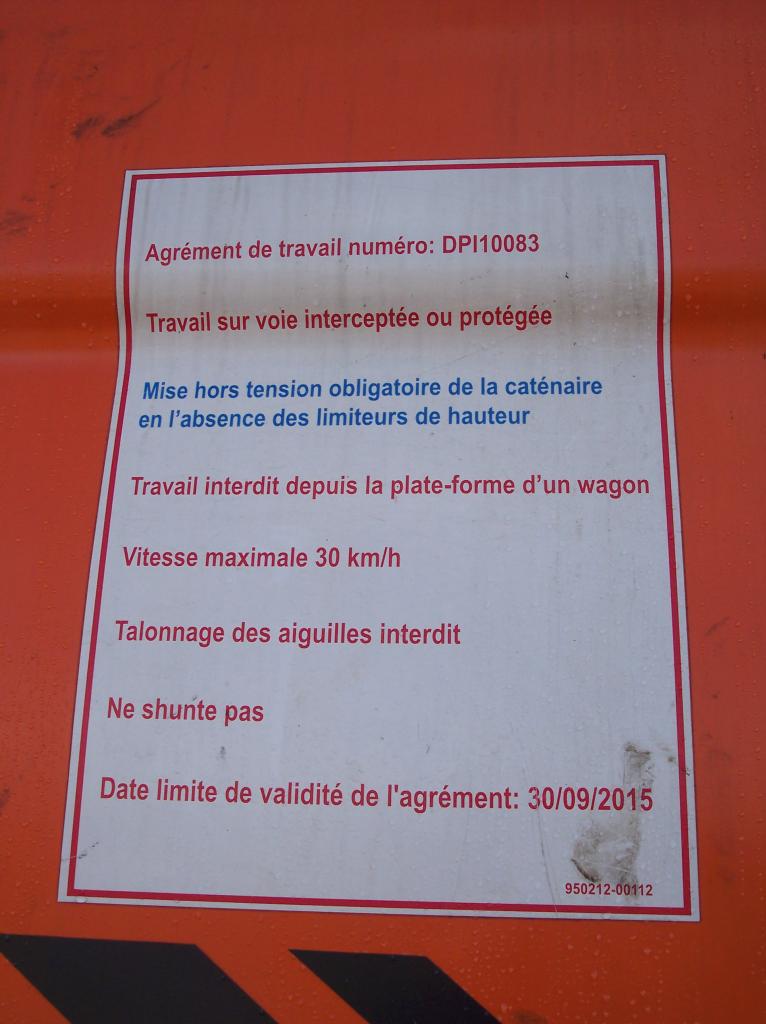 Agrément de travail numéro: DPI10083
Travail sur voie interceptée ou protégée
Mise hors tension obligatoire de la caténaire
en l'absence des limiteurs de hauteur
Travail interdit depuis la plate-forme d'un wagon
Vitesse maximale 30 km/h
Talonnage des aiguilles interdit
Ne shunte pas
Date limite de validité de l'agrément: 30/09/2015
950212-00112